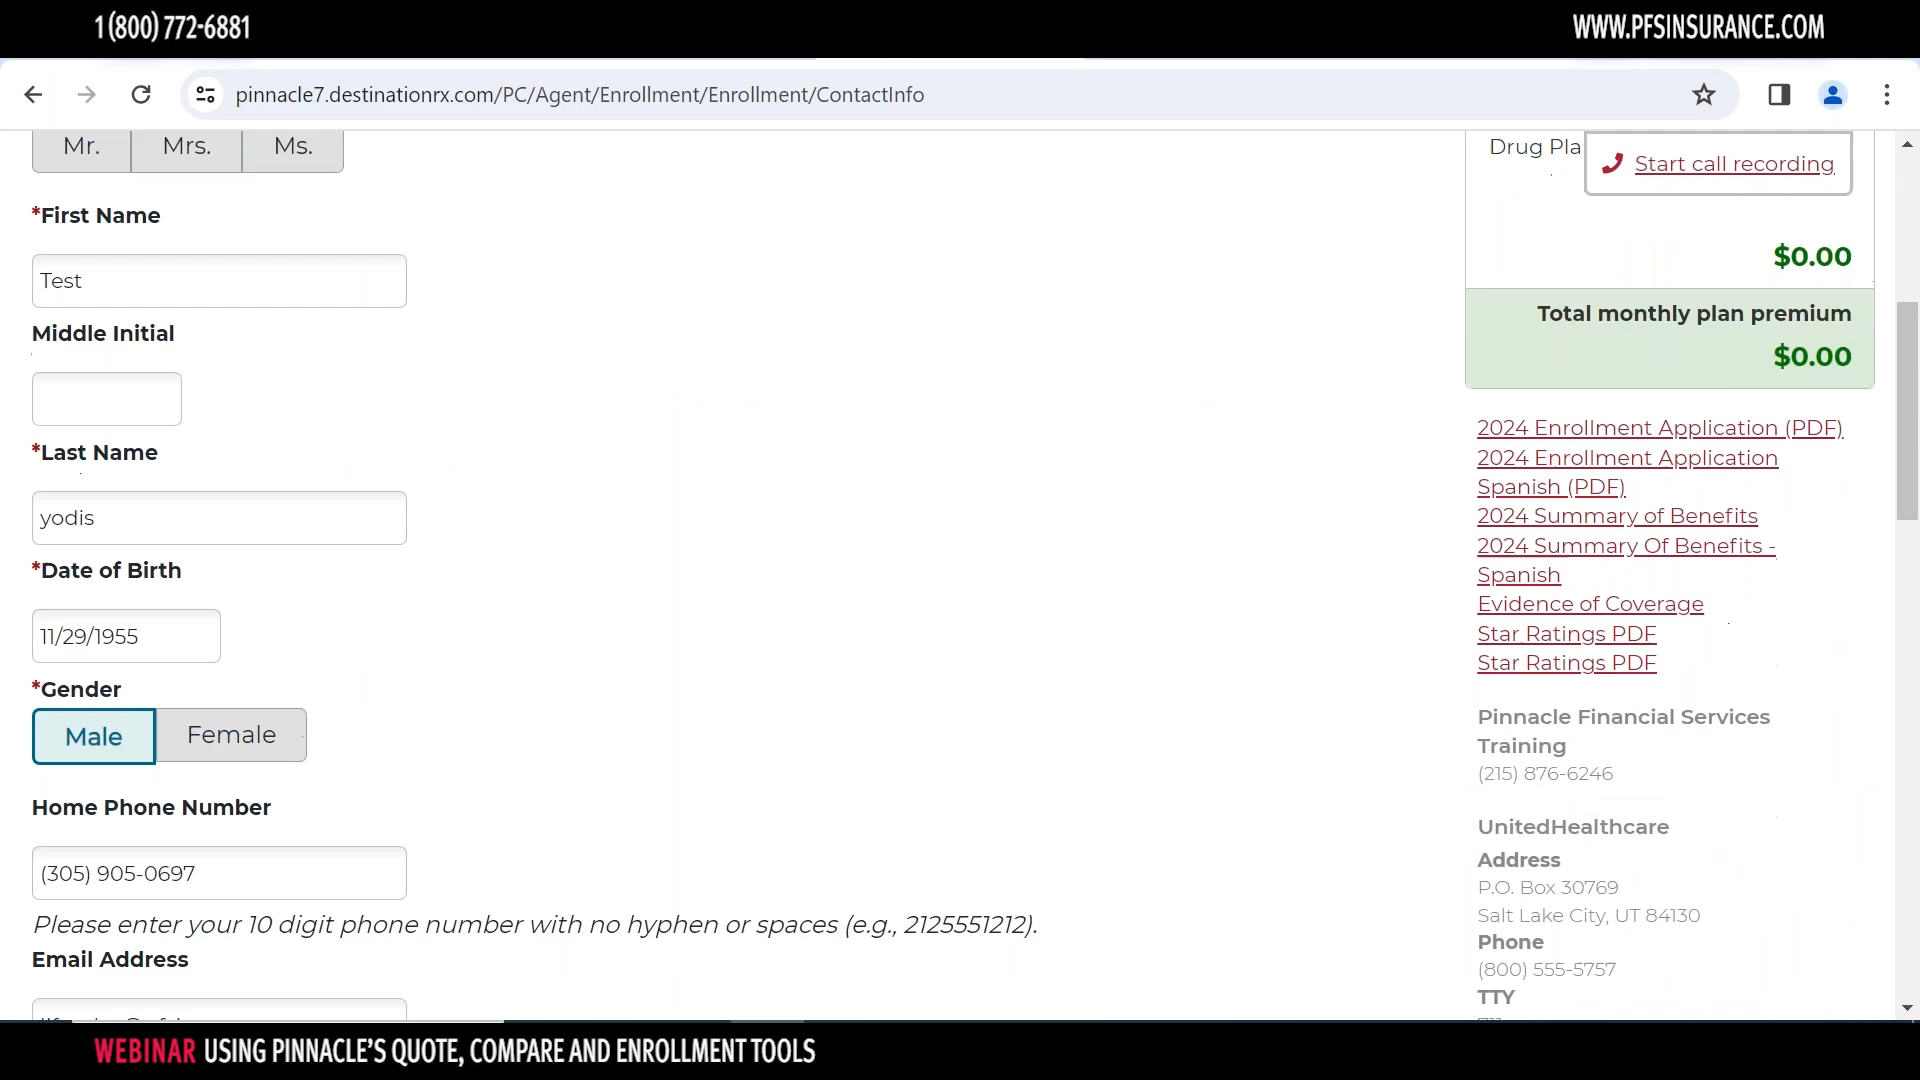 1 (800) 772-6881
WWW.PFSINSURANCE.COM
pinnacle7.destinationrx.com/PC/Agent/Enrollment/Enrollment/ContactInfo
Mr.
Mrs.
Ms.
*First Name
Test
Middle Initial
*Last Name
yodis
*Date of Birth
11/29/1955
*Gender
Male
Female
Home Phone Number
(305) 905-0697
Please enter your 10 digit phone number with no hyphen or spaces (e.g., 2125551212).
Email Address
Drug Pla
Start call recording
$0.00
Total monthly plan premium
$0.00
2024 Enrollment Application (PDF)
2024 Enrollment Application
Spanish (PDF)
2024 Summary of Benefits
2024 Summary Of Benefits -
Spanish
Evidence of Coverage
Star Ratings PDF
Star Ratings PDF
Pinnacle Financial Services
Training
(215) 876-6246
UnitedHealthcare
Address
P.O. Box 30769
Salt Lake City, UT 84130
Phone
(800) 555-5757
TTY
WEBINAR USING PINNACLE'S QUOTE, COMPARE AND ENROLLMENT TOOLS